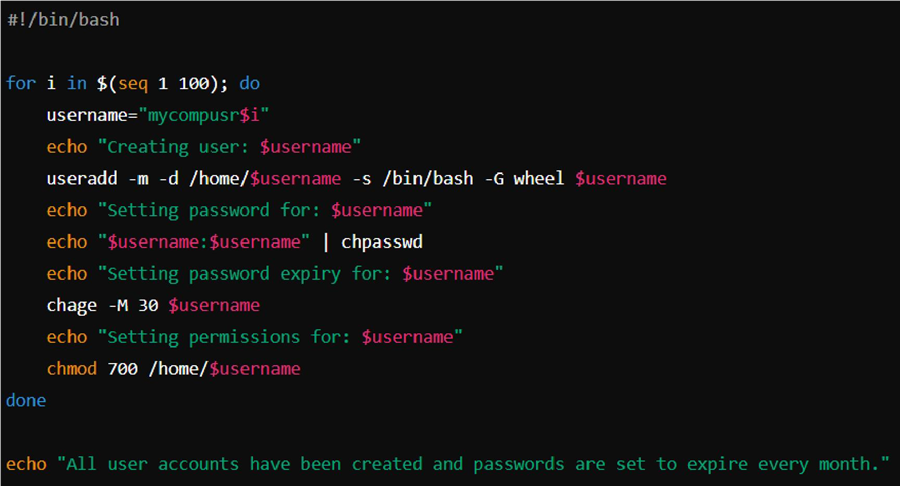 #!/bin/bash
for i in $(seq 1 100); do
    username="mycompusr$i"
    echo "Creating user: $username"
    useradd -m -d /home/$username -s /bin/bash -G wheel $username
    echo "Setting password for: $username"
    echo "$username:$username" | chpasswd
    echo "Setting password expiry for: $username"
    chage -M 30 $username
    echo "Setting permissions for: $username"
    chmod 700 /home/$username
done
echo "All user accounts have been created and passwords are set to expire every month."